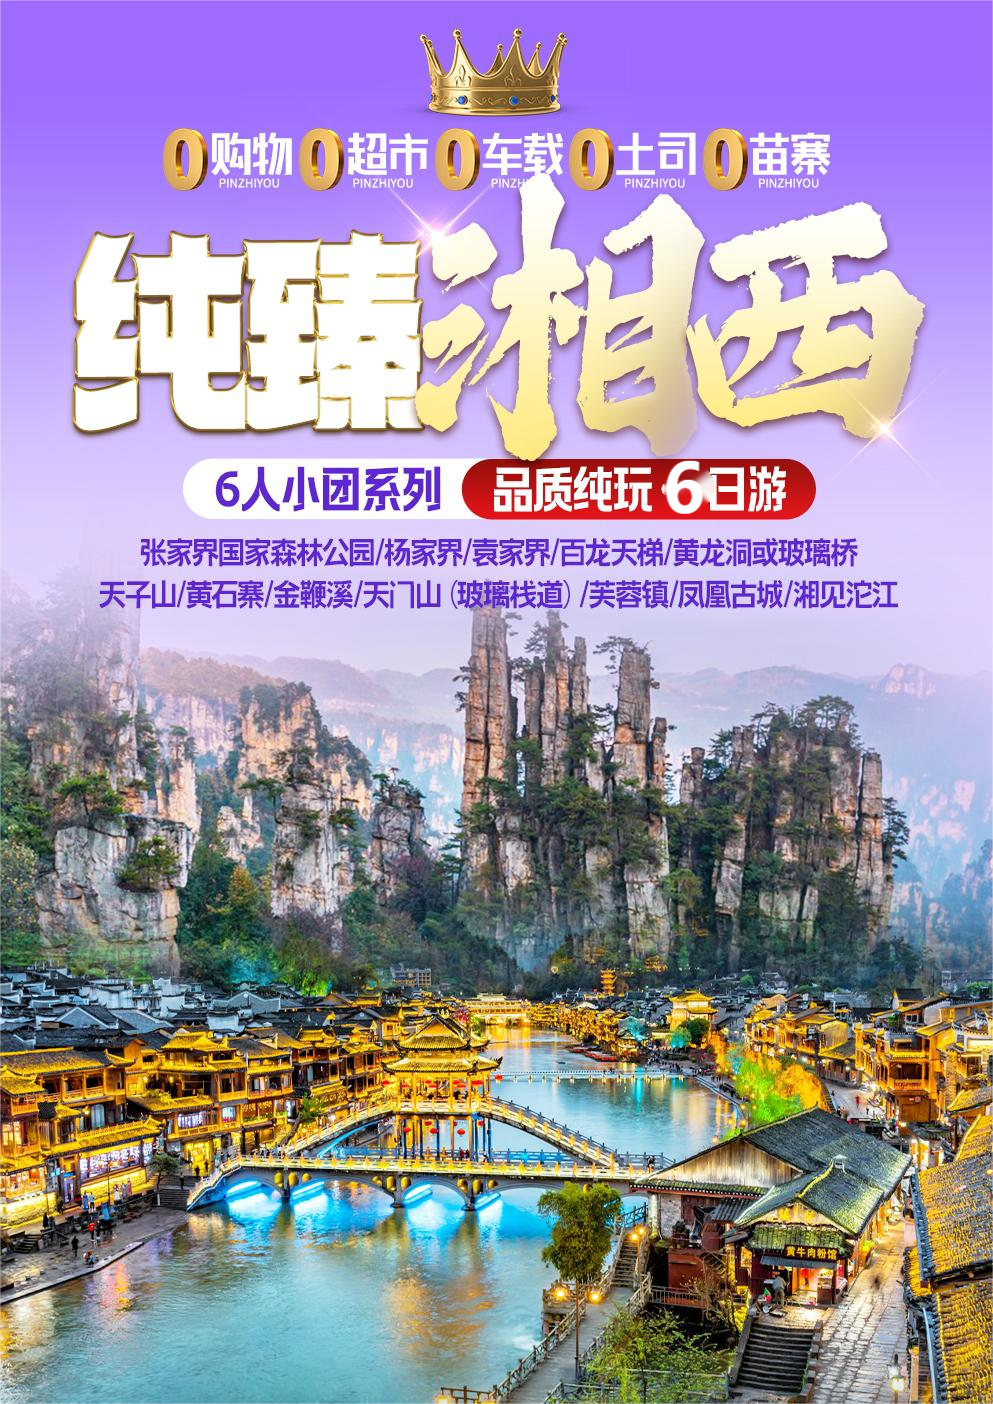 0购物 0超市 0车载 0土司 0苗寨
PINZHIYOU PINZHIYOU PINZHIYOU PINZHIYOU PINZHIYOU
纯臻湘西
6人小团系列 品质纯玩 6日游
张家界国家森林公园/杨家界/袁家界/百龙天梯/黄龙洞或玻璃桥
天子山/黄石寨/金鞭溪/天门山(玻璃栈道)/芙蓉镇/凤凰古城/湘见沱江
黄牛肉粉馆